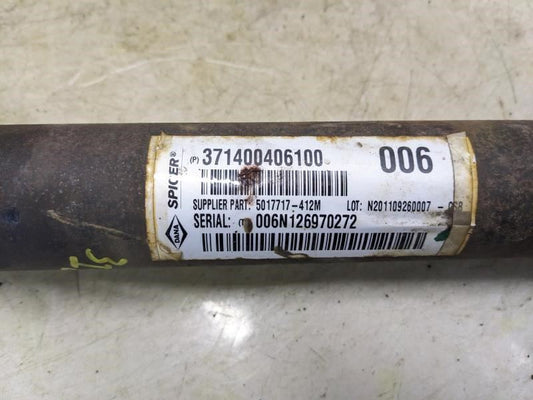 SPICER®
DANA
(P) 371400406100
006
SUPPLIER PART: 5017717-412M LOT: N201109260007 -
SERIAL: 006N126970272